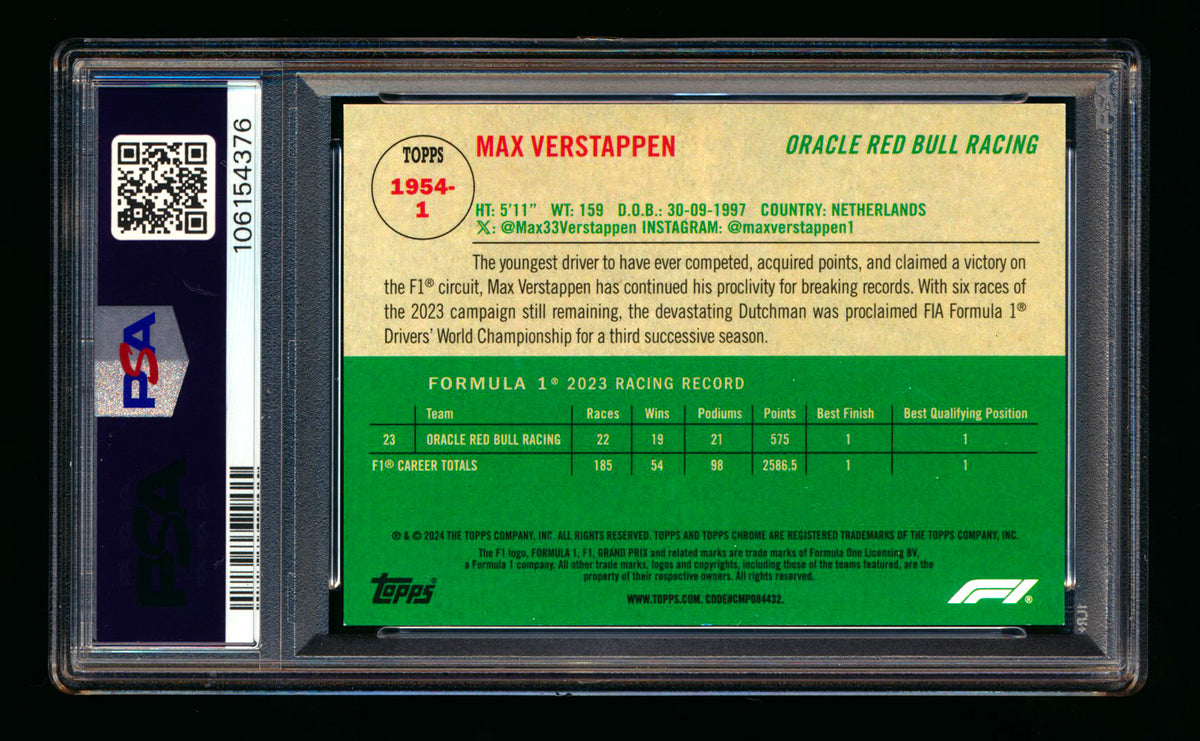 106154376
PSA
PSA
TOPPS
1954-
1
MAX VERSTAPPEN
ORACLE RED BULL RACING
HT: 5'11" WT: 159 D.O.B.: 30-09-1997 COUNTRY: NETHERLANDS
𝕏: @Max33Verstappen INSTAGRAM: @maxverstappen1
The youngest driver to have ever competed, acquired points, and claimed a victory on
the F1® circuit, Max Verstappen has continued his proclivity for breaking records. With six races of
the 2023 campaign still remaining, the devastating Dutchman was proclaimed FIA Formula 1®
Drivers' World Championship for a third successive season.
FORMULA 1® 2023 RACING RECORD
Team Races Wins Podiums Points Best Finish Best Qualifying Position
23 ORACLE RED BULL RACING 22 19 21 575 1 1
F1® CAREER TOTALS 185 54 98 2586.5 1 1
® & © 2024 THE TOPPS COMPANY, INC. ALL RIGHTS RESERVED. TOPPS AND TOPPS CHROME ARE REGISTERED TRADEMARKS OF THE TOPPS COMPANY, INC.
The F1 logo, FORMULA 1, F1, GRAND PRIX and related marks are trade marks of Formula One Licensing BV,
a Formula 1 company. All other trade marks, logos and copyrights, including those of the teams featured, are the
property of their respective owners. All rights reserved.
topps®
WWW.TOPPS.COM. CODE#CMP084432.
F1®
PSA